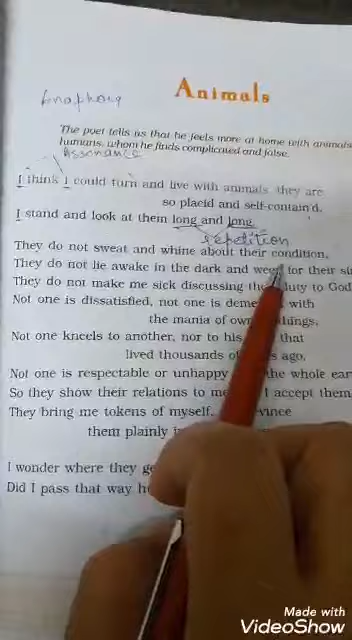 Anaphora
Animals
The poet tells us that he feels more at home with animals
humans, whom he finds complicated and false.
Assonance
I think I could turn and live with animals, they are
so placid and self-contain'd,
I stand and look at them long and long.
repetition
They do not sweat and whine about their condition,
They do not lie awake in the dark and weep for their
They do not make me sick discussing their duty to God
Not one is dissatisfied, not one is with
the mania of
Not one kneels to another, nor to his that
lived thousands of ago,
Not one is respectable or unhappy the whole
So they show their relations to me I accept them
They bring me tokens of myself,
them plainly
I wonder where they
Did I pass that way
Made with
VideoShow